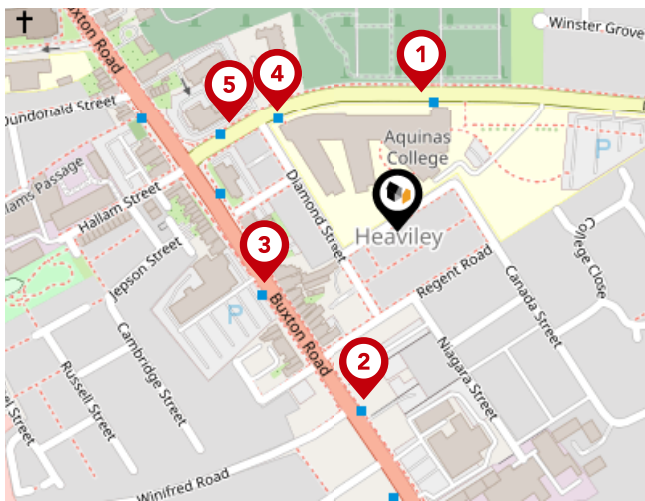 Winster Grove
Buxton Road
1
5
4
Dundonald Street
Aquinas
College
P
Hallam Street
Diamond Street
Heaviley
3
Jepson Street
Regent Road
College Close
P
Buxton Road
Canada Street
2
Cambridge Street
Russell Street
Niagara Street
Street
Winifred Road